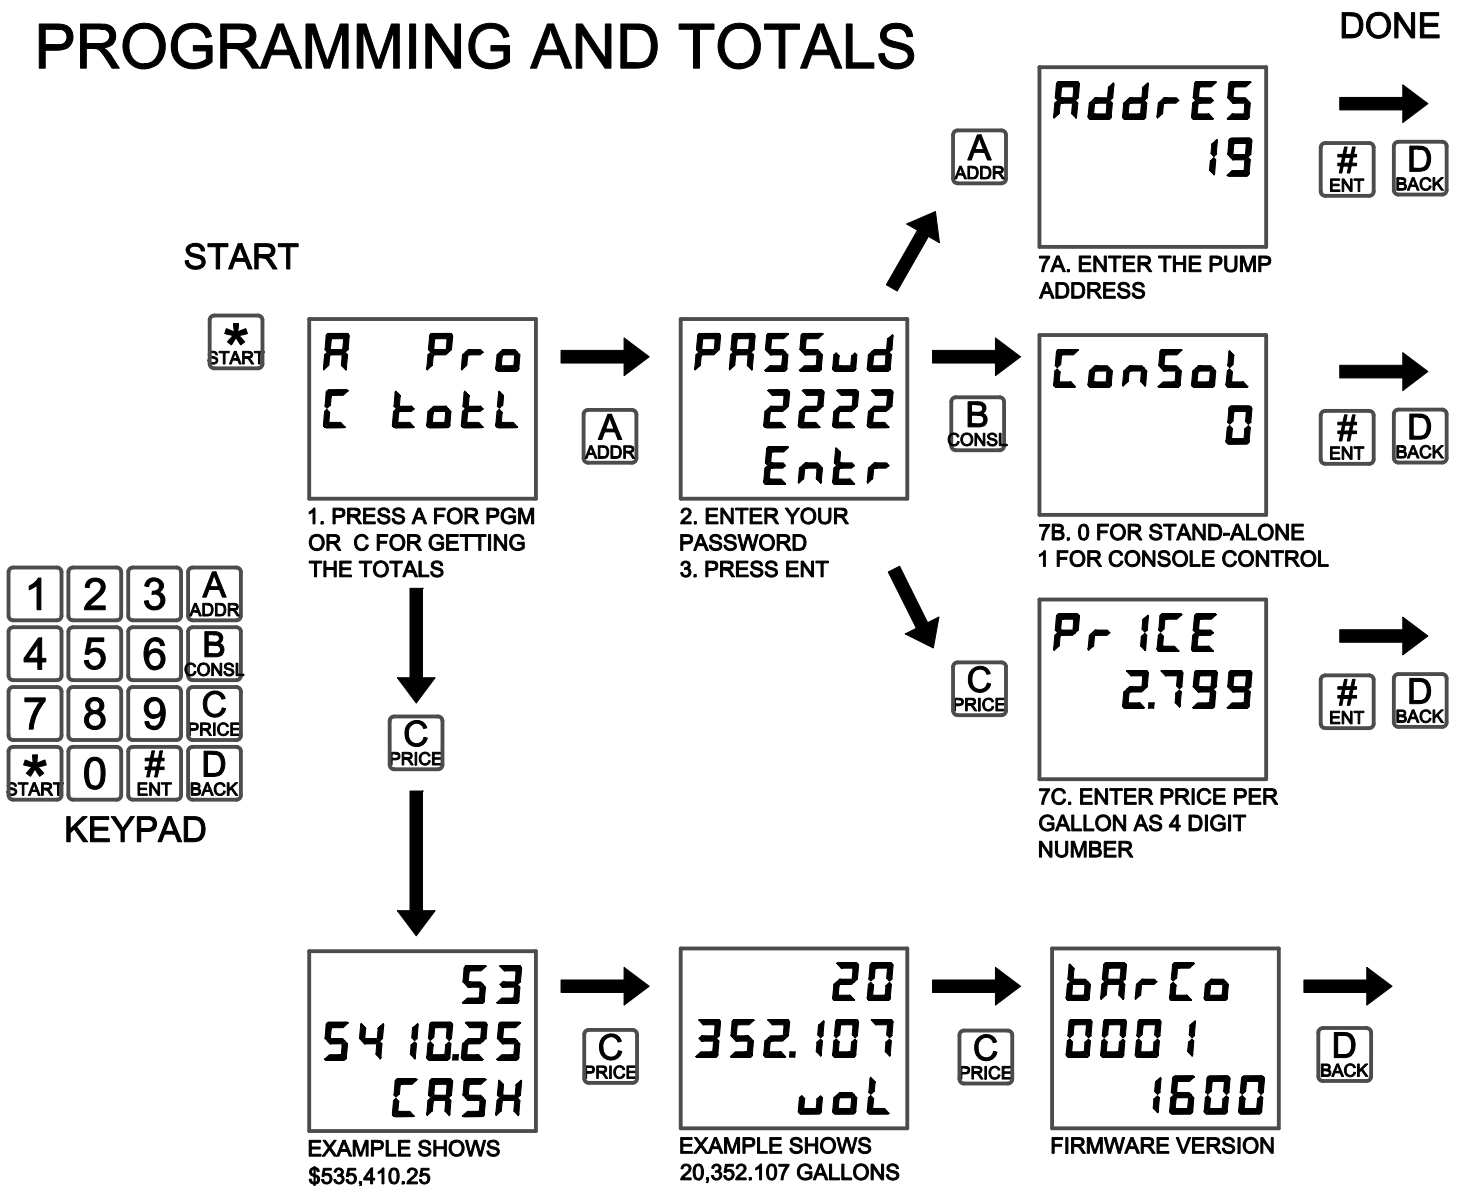 PROGRAMMING AND TOTALS
DONE
START
*
START
A Pro
C totL
1. PRESS A FOR PGM
OR C FOR GETTING
THE TOTALS
A
ADDR
PASSud
2222
Entr
2. ENTER YOUR
PASSWORD
3. PRESS ENT
A
ADDR
AddrES
19
7A. ENTER THE PUMP
ADDRESS
#
ENT
D
BACK
B
CONSL
ConSoL
0
7B. 0 FOR STAND-ALONE
1 FOR CONSOLE CONTROL
#
ENT
D
BACK
C
PRICE
PrICE
2.799
7C. ENTER PRICE PER
GALLON AS 4 DIGIT
NUMBER
#
ENT
D
BACK
1 2 3 A
ADDR
4 5 6 B
CONSL
7 8 9 C
PRICE
* 0 # D
START ENT BACK
KEYPAD
C
PRICE
53
5410.25
CASH
EXAMPLE SHOWS
$535,410.25
C
PRICE
20
352.107
voL
EXAMPLE SHOWS
20,352.107 GALLONS
C
PRICE
bArCo
0001
1600
FIRMWARE VERSION
D
BACK